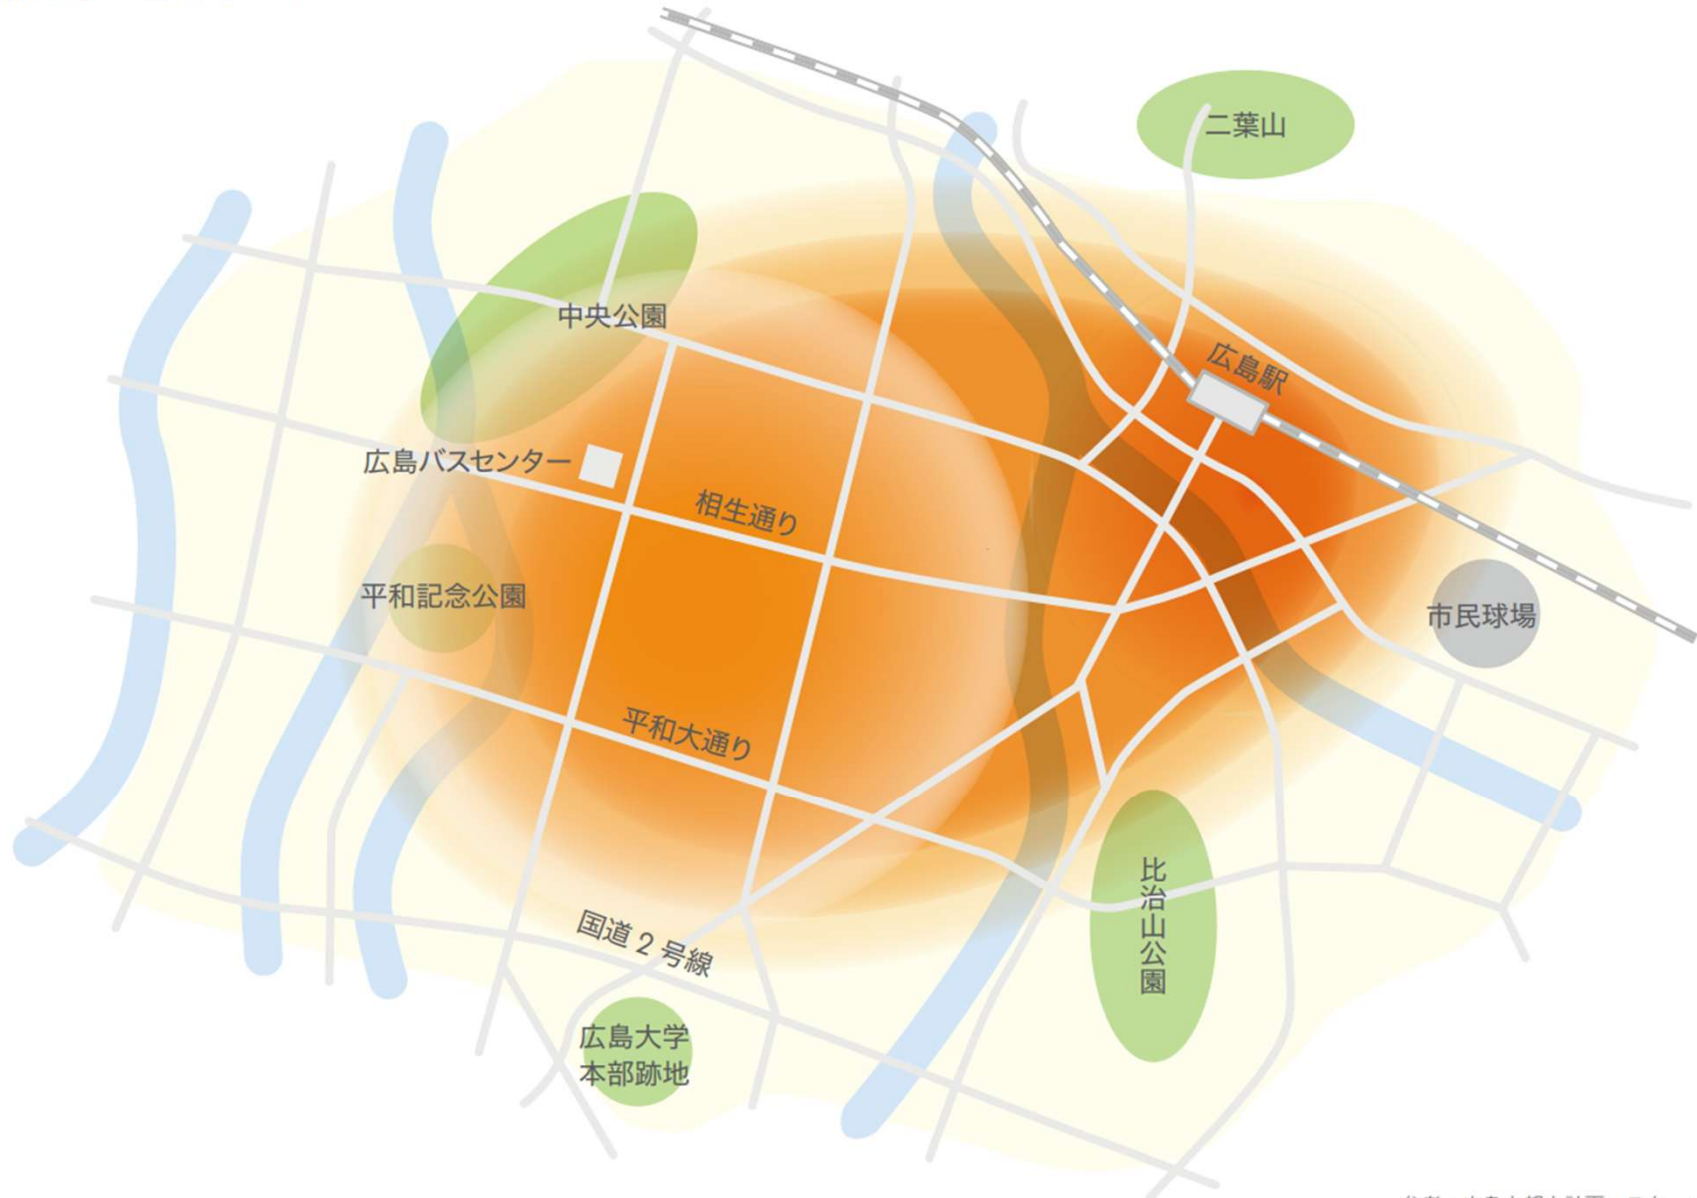 二葉山
中央公園
広島駅
広島バスセンター
相生通り
平和記念公園
市民球場
平和大通り
比治山公園
国道2号線
広島大学
本部跡地